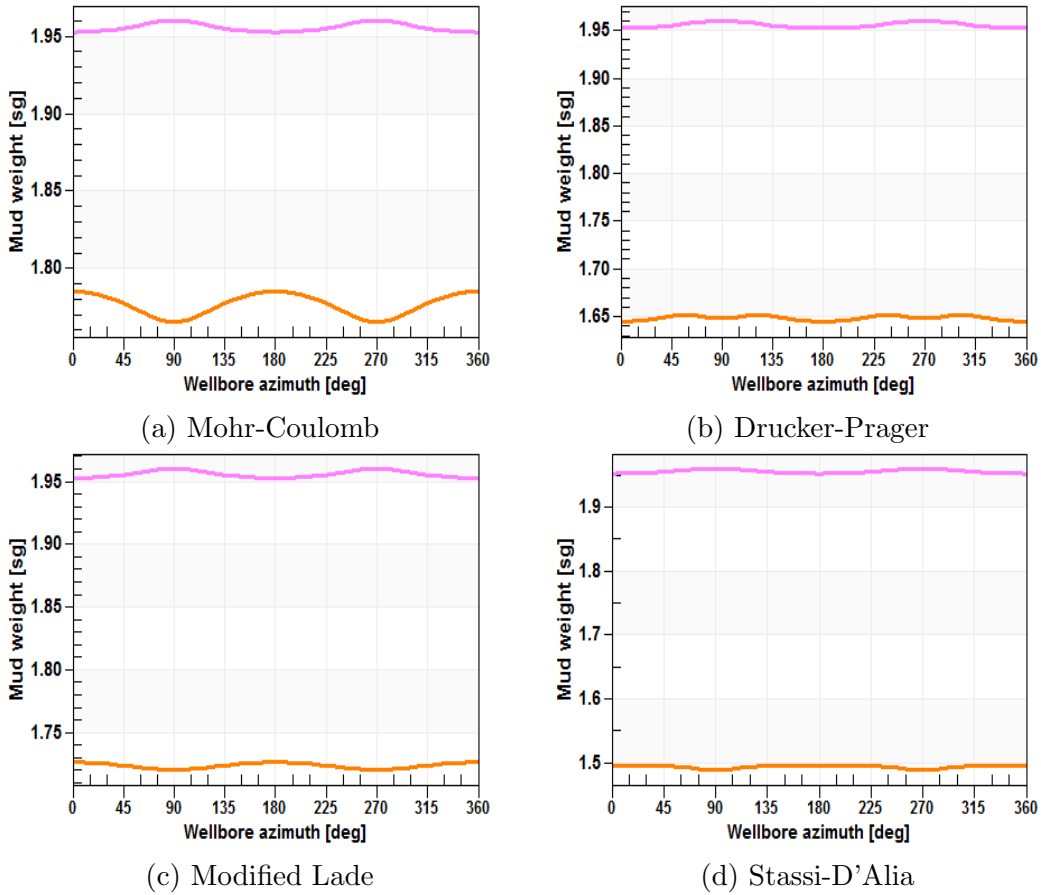 Mud weight [sg]
1.95
1.90
1.85
1.80
0 45 90 135 180 225 270 315 360
Wellbore azimuth [deg]
(a) Mohr-Coulomb
Mud weight [sg]
1.95
1.90
1.85
1.80
1.75
1.70
1.65
0 45 90 135 180 225 270 315 360
Wellbore azimuth [deg]
(b) Drucker-Prager
Mud weight [sg]
1.95
1.90
1.85
1.80
1.75
0 45 90 135 180 225 270 315 360
Wellbore azimuth [deg]
(c) Modified Lade
Mud weight [sg]
1.9
1.8
1.7
1.6
1.5
0 45 90 135 180 225 270 315 360
Wellbore azimuth [deg]
(d) Stassi-D'Alia